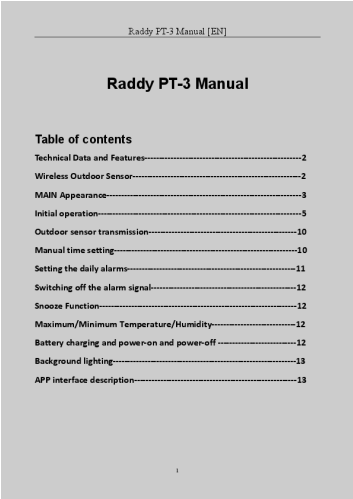 Raddy PT-3 Manual [EN]
Raddy PT-3 Manual
Table of contents
Technical Data and Features------------------------------------------------------2
Wireless Outdoor Sensor----------------------------------------------------------2
MAIN Appearance-------------------------------------------------------------------3
Initial operation----------------------------------------------------------------------5
Outdoor sensor transmission---------------------------------------------------10
Manual time setting---------------------------------------------------------------10
Setting the daily alarms----------------------------------------------------------11
Switching off the alarm signal--------------------------------------------------12
Snooze Function--------------------------------------------------------------------12
Maximum/Minimum Temperature/Humidity-----------------------------12
Battery charging and power-on and power-off ---------------------------12
Background lighting---------------------------------------------------------------13
APP interface description--------------------------------------------------------13
1